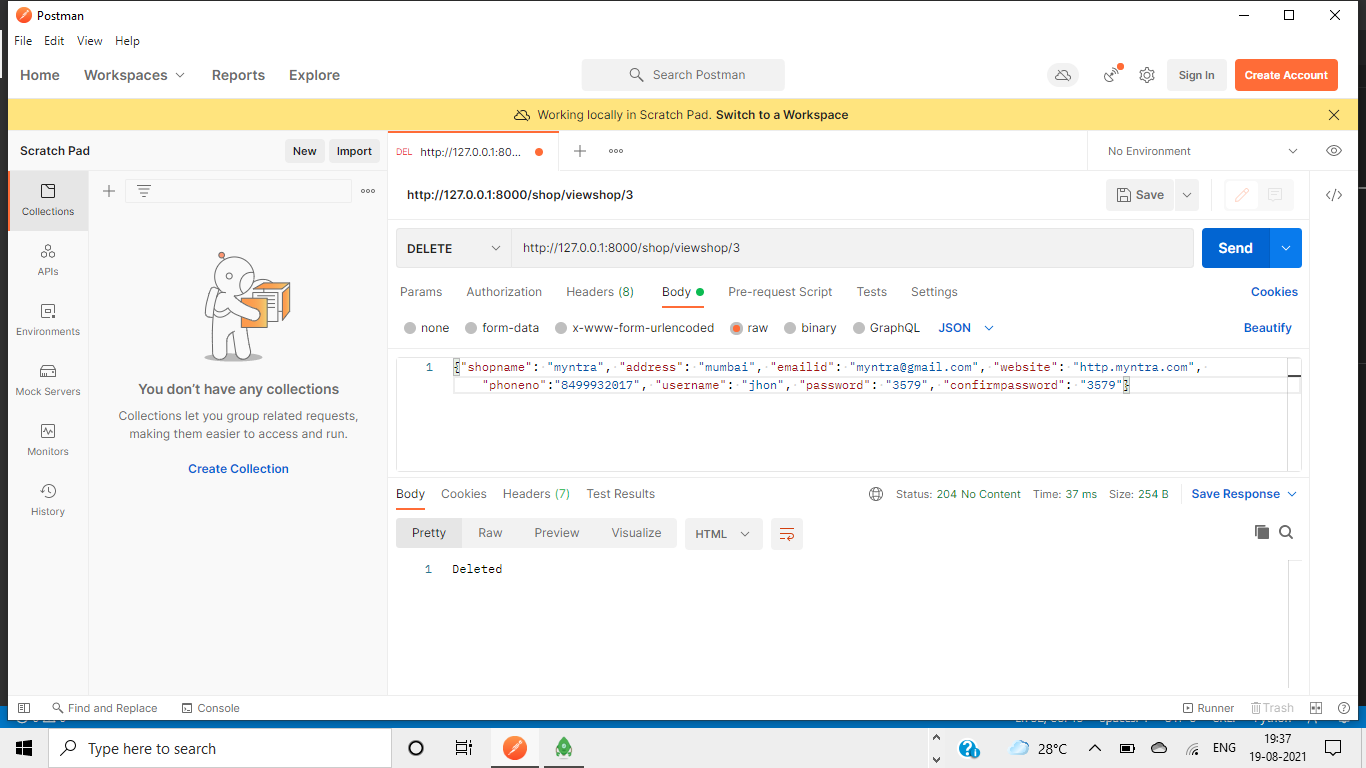 Postman
File Edit View Help
Home Workspaces Reports Explore Search Postman Sign In Create Account
Working locally in Scratch Pad. Switch to a Workspace
Scratch Pad New Import
DEL http://127.0.0.1:80...
No Environment
Collections
APIs
Environments
Mock Servers
Monitors
History
You don't have any collections
Collections let you group related requests,
making them easier to access and run.
Create Collection
http://127.0.0.1:8000/shop/viewshop/3 Save
DELETE http://127.0.0.1:8000/shop/viewshop/3 Send
Params Authorization Headers (8) Body Pre-request Script Tests Settings Cookies
none form-data x-www-form-urlencoded raw binary GraphQL JSON Beautify
1 {"shopname": "myntra", "address": "mumbai", "emailid": "myntra@gmail.com", "website": "http.myntra.com",
"phoneno":"8499932017", "username": "jhon", "password": "3579", "confirmpassword": "3579"}
Body Cookies Headers (7) Test Results Status: 204 No Content Time: 37 ms Size: 254 B Save Response
Pretty Raw Preview Visualize HTML
1 Deleted
Find and Replace Console Runner Trash
Type here to search
28°C ENG
19:37
19-08-2021